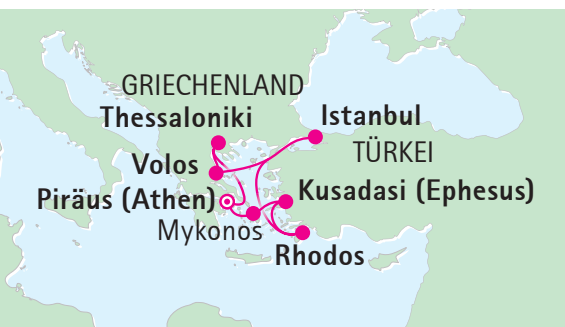 GRIECHENLAND
Thessaloniki
Istanbul
TÜRKEI
Volos
Kusadasi (Ephesus)
Piräus (Athen)
Mykonos
Rhodos